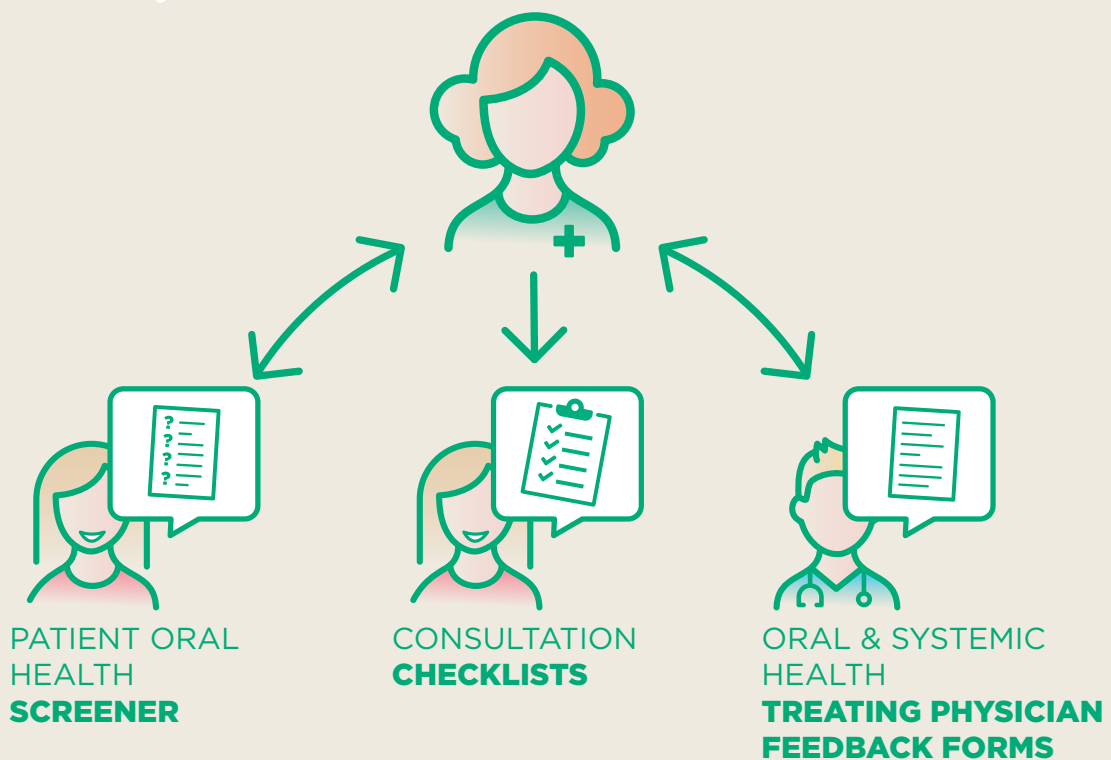 PATIENT ORAL
HEALTH
SCREENER
CONSULTATION
CHECKLISTS
ORAL & SYSTEMIC
HEALTH
TREATING PHYSICIAN
FEEDBACK FORMS